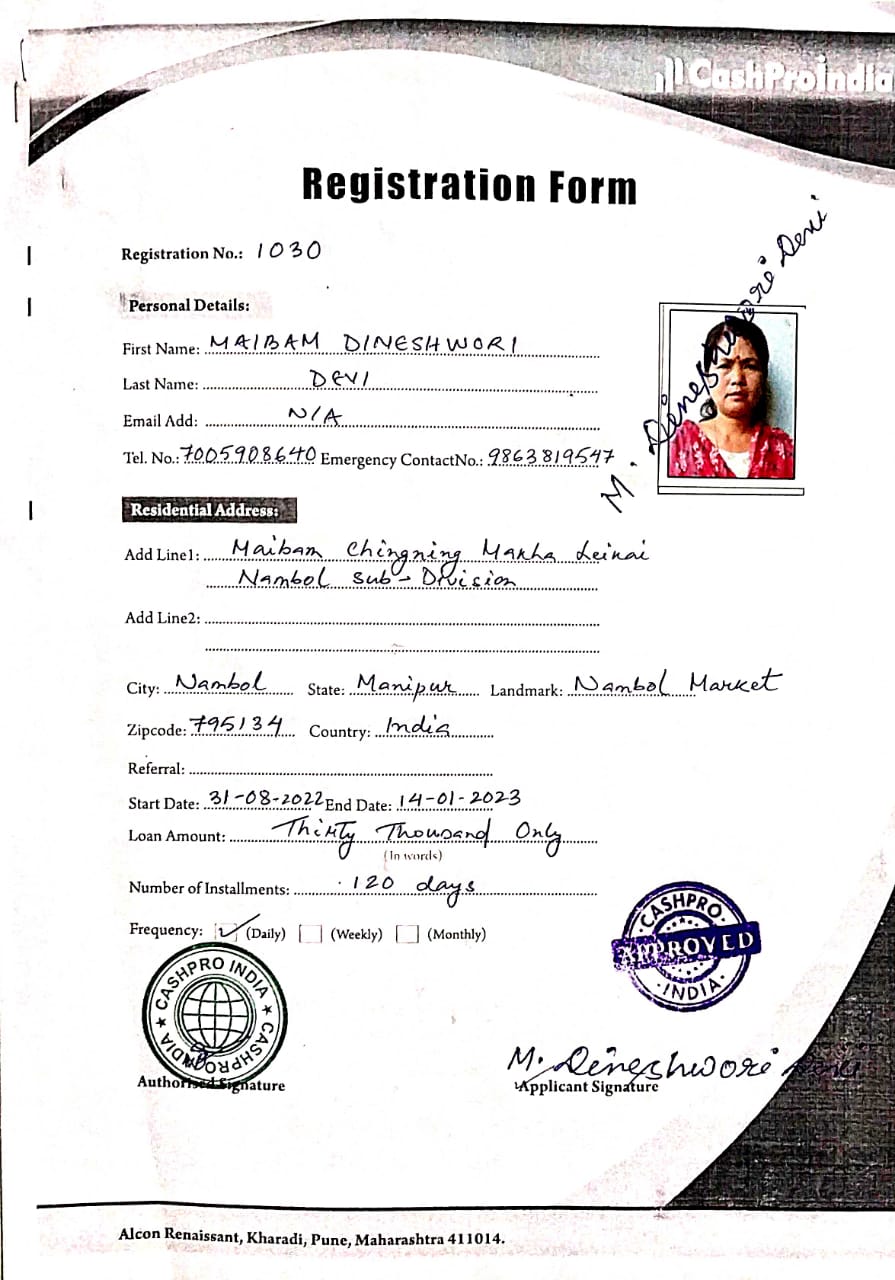 CashProIndia
Registration Form
Registration No.: 1030
Personal Details:
First Name: MAIBAM DINESHWORI
Last Name: DEVI
Email Add: N/A
Tel. No.: 7005908640 Emergency ContactNo.: 9863819547
M. Dineshwori Devi
Residential Address:
Add Line1: Maibam Chingning Makha Leikai
Nambol Sub-Division
Add Line2:
City: Nambol State: Manipur Landmark: Nambol Market
Zipcode: 795134 Country: India
Referral:
Start Date: 31-08-2022 End Date: 14-01-2023
Loan Amount: Thirty Thousand Only
(In words)
Number of Installments: 120 days
Frequency: (Daily) (Weekly) (Monthly)
CASHPRO INDIA ★ CASHPRO INDIA ★
CASHPRO
APPROVED
INDIA
M. Dineshwori Devi
Authorised Signature Applicant Signature
Alcon Renaissant, Kharadi, Pune, Maharashtra 411014.